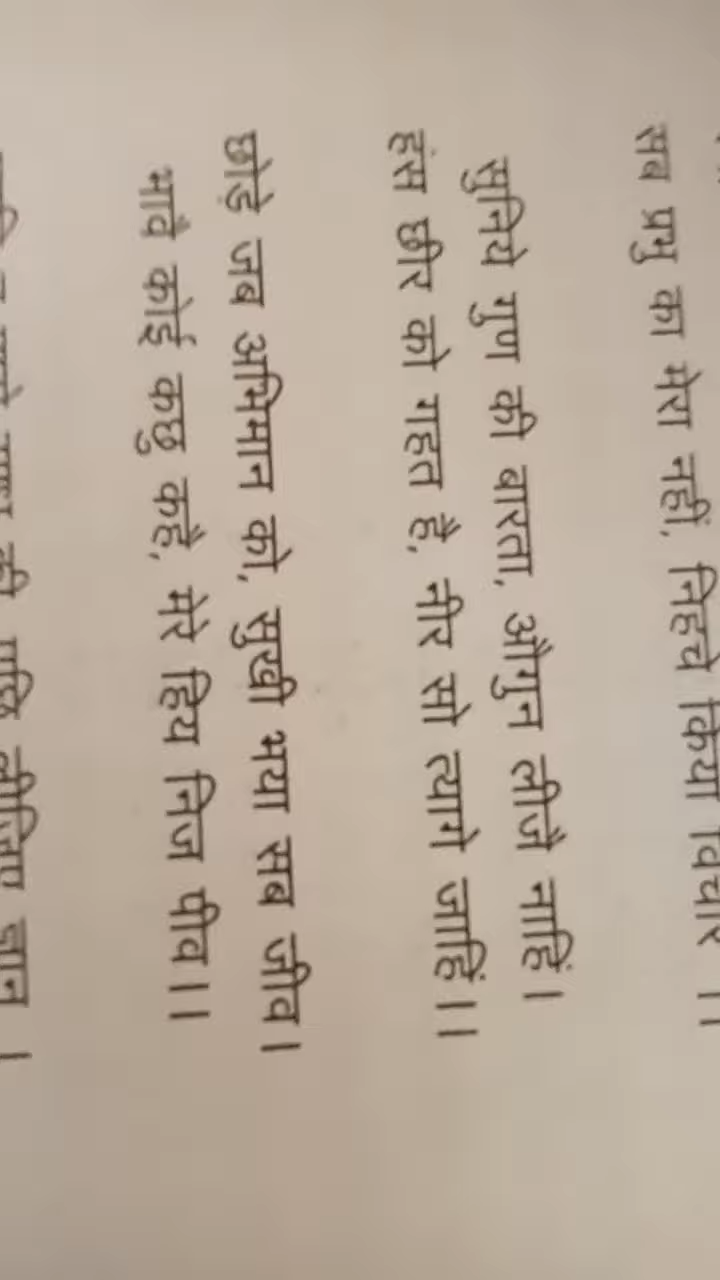 सब प्रभु का मेरा नहीं, निहचे किया विचार ।।
सुनिये गुण की बारता, औगुन लीजै नाहिं।
हंस छीर को गहत है, नीर सो त्यागे जाहिं।।
छोड़े जब अभिमान को, सुखी भया सब जीव।
भावै कोई कछु कहै, मेरे हिय निज पीव।।